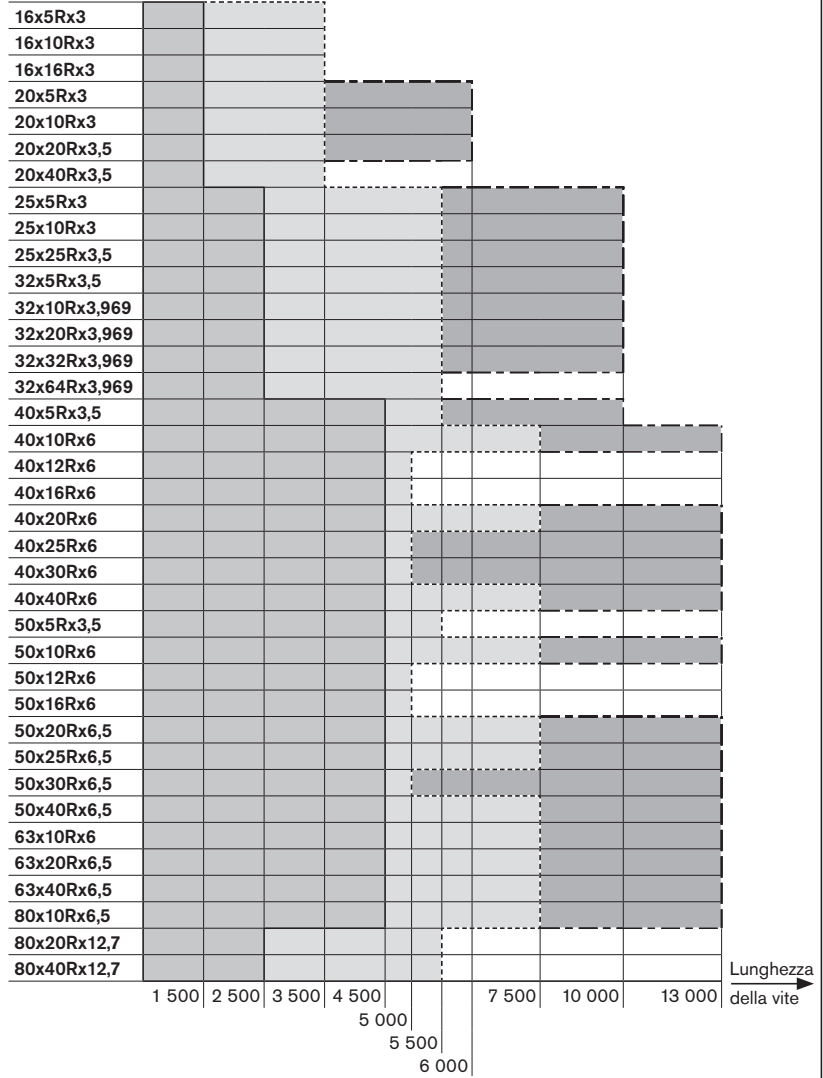 16x5Rx3
16x10Rx3
16x16Rx3
20x5Rx3
20x10Rx3
20x20Rx3,5
20x40Rx3,5
25x5Rx3
25x10Rx3
25x25Rx3,5
32x5Rx3,5
32x10Rx3,969
32x20Rx3,969
32x32Rx3,969
32x64Rx3,969
40x5Rx3,5
40x10Rx6
40x12Rx6
40x16Rx6
40x20Rx6
40x25Rx6
40x30Rx6
40x40Rx6
50x5Rx3,5
50x10Rx6
50x12Rx6
50x16Rx6
50x20Rx6,5
50x25Rx6,5
50x30Rx6,5
50x40Rx6,5
63x10Rx6
63x20Rx6,5
63x40Rx6,5
80x10Rx6,5
80x20Rx12,7
80x40Rx12,7
Lunghezza
della vite
1 500 2 500 3 500 4 500 7 500 10 000 13 000
5 000
5 500
6 000